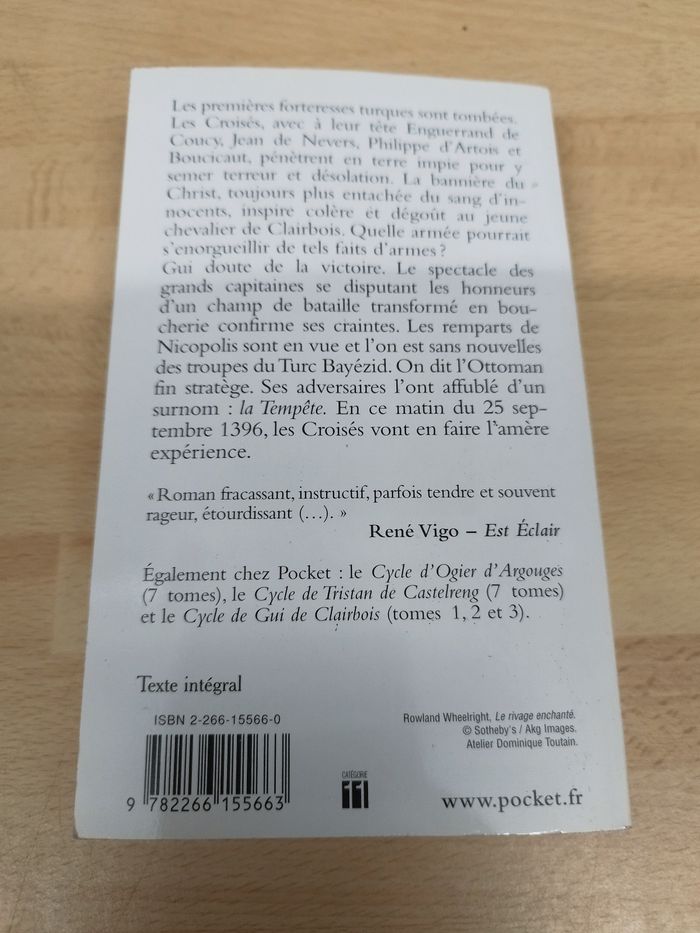 Les premières forteresses turques sont tombées.
Les Croisés, avec à leur tête Enguerrand de
Coucy, Jean de Nevers, Philippe d'Artois et
Boucicaut, pénètrent en terre impie pour y
semer terreur et désolation. La bannière du
Christ, toujours plus entachée du sang d'in-
nocents, inspire colère et dégoût au jeune
chevalier de Clairbois. Quelle armée pourrait
s'enorgueillir de tels faits d'armes ?
Gui doute de la victoire. Le spectacle des
grands capitaines se disputant les honneurs
d'un champ de bataille transformé en bou-
cherie confirme ses craintes. Les remparts de
Nicopolis sont en vue et l'on est sans nouvelles
des troupes du Turc Bayézid. On dit l'Ottoman
fin stratège. Ses adversaires l'ont affublé d'un
surnom : la Tempête. En ce matin du 25 sep-
tembre 1396, les Croisés vont en faire l'amère
expérience.
« Roman fracassant, instructif, parfois tendre et souvent
rageur, étourdissant (…). »
René Vigo – Est Éclair
Également chez Pocket : le Cycle d'Ogier d'Argouges
(7 tomes), le Cycle de Tristan de Castelreng (7 tomes)
et le Cycle de Gui de Clairbois (tomes 1, 2 et 3).
Texte intégral
ISBN 2-266-15566-0
9 782266 155663
Rowland Wheelright, Le rivage enchanté.
© Sotheby's / Akg Images.
Atelier Dominique Toutain.
CATÉGORIE
11
www.pocket.fr